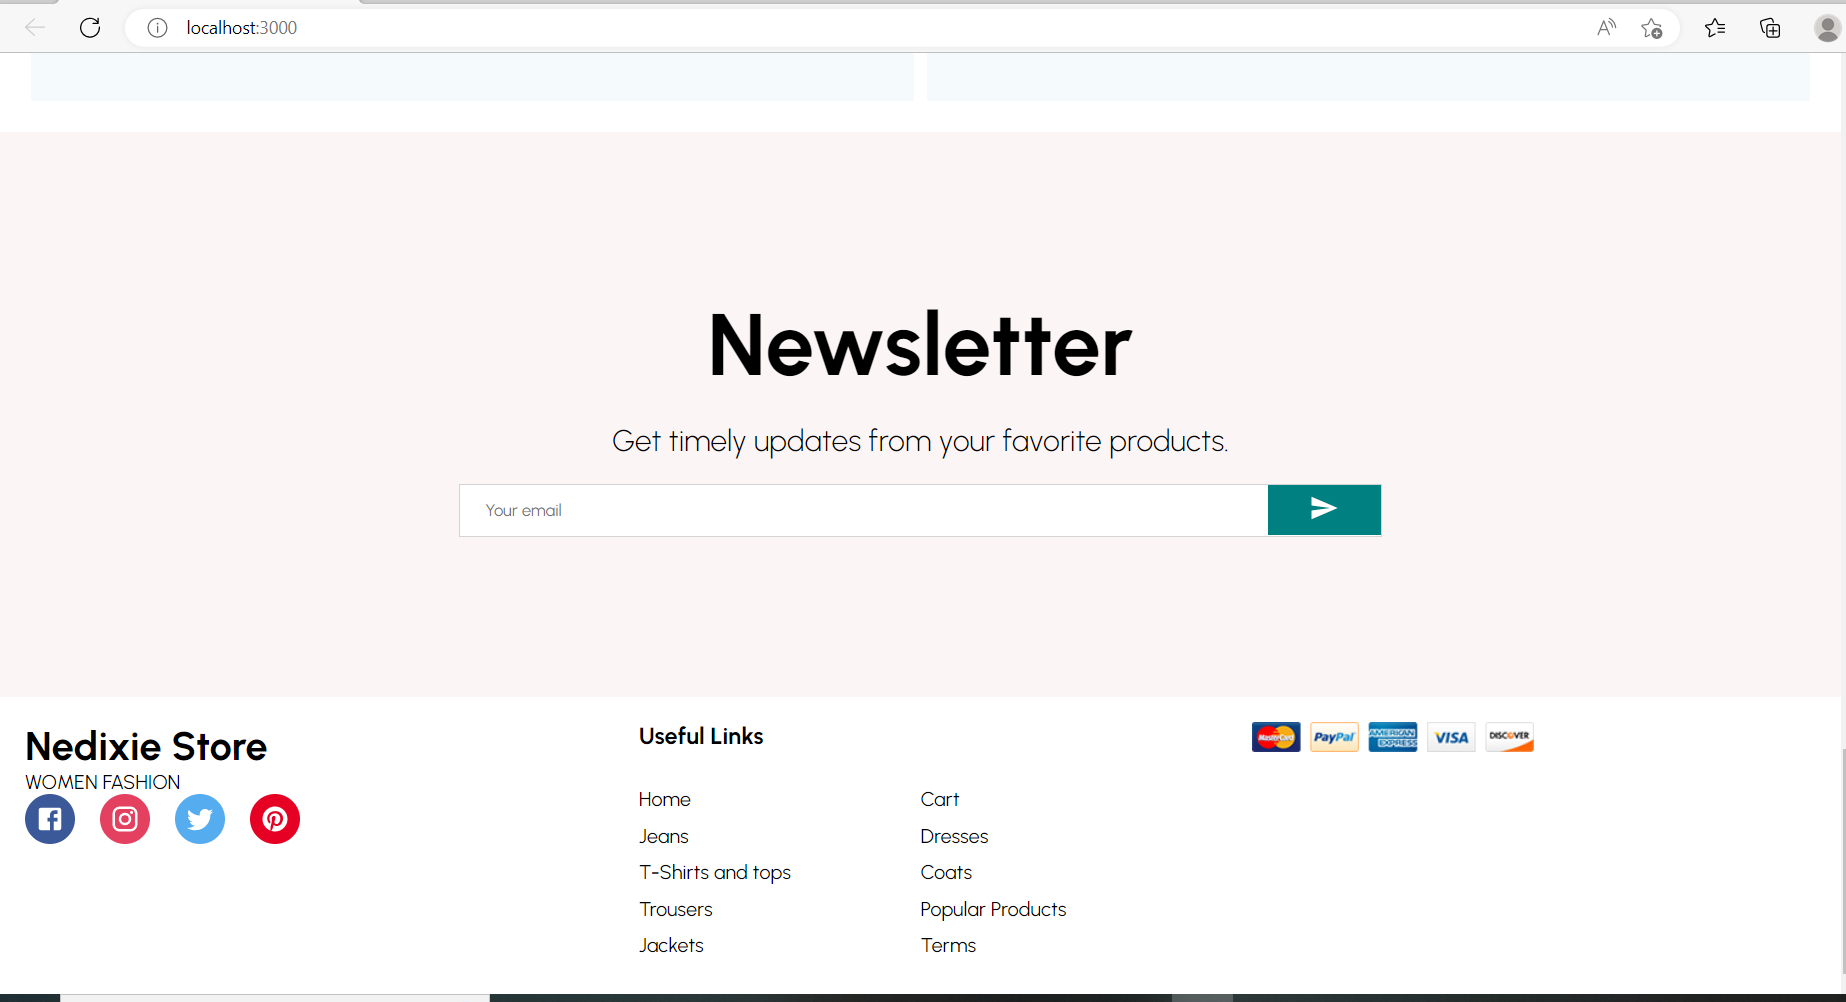 localhost:3000
Newsletter
Get timely updates from your favorite products.
Your email
Nedixie Store
WOMEN FASHION
Useful Links
Home
Jeans
T-Shirts and tops
Trousers
Jackets
Cart
Dresses
Coats
Popular Products
Terms
MasterCard
PayPal
AMERICAN EXPRESS
VISA
DISCOVER